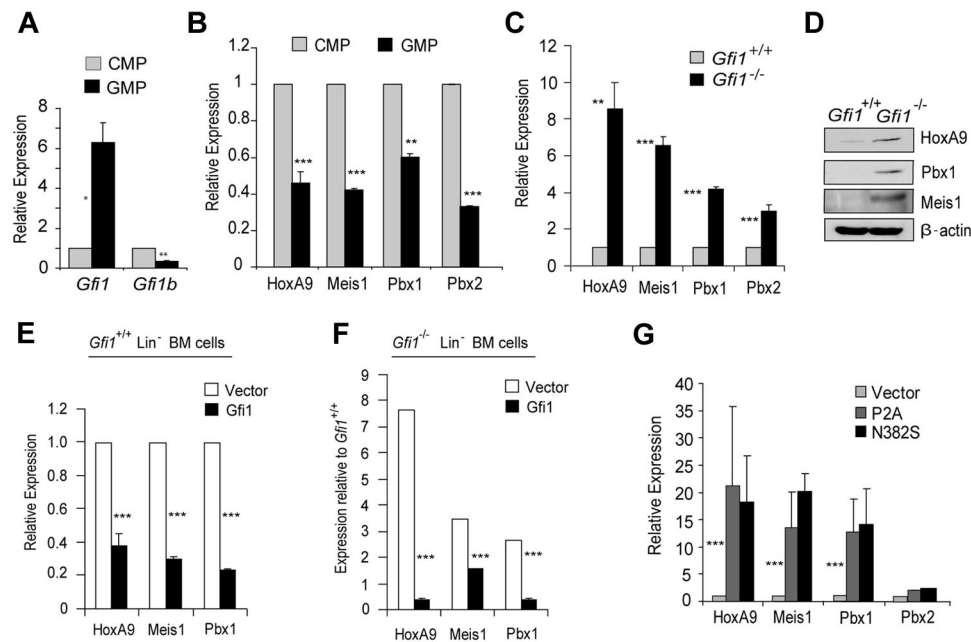 A
CMP
GMP
Relative Expression
8
6
4
2
0
*
**
Gfi1 Gfi1b
B
CMP GMP
Relative Expression
1.2
1
0.8
0.6
0.4
0.2
0
***
***
**
***
HoxA9 Meis1 Pbx1 Pbx2
C
Gfi1+/+
Gfi1-/-
Relative Expression
12
10
8
6
4
2
0
**
***
***
***
HoxA9 Meis1 Pbx1 Pbx2
D
Gfi1+/+ Gfi1-/-
HoxA9
Pbx1
Meis1
β-actin
E
Gfi1+/+ Lin- BM cells
Vector
Gfi1
Relative Expression
1.2
1.0
0.8
0.6
0.4
0.2
0
***
***
***
HoxA9 Meis1 Pbx1
F
Gfi1-/- Lin- BM cells
Vector
Gfi1
Expression relative to Gfi1+/+
9
8
7
6
5
4
3
2
1
0
***
***
***
HoxA9 Meis1 Pbx1
G
Vector
P2A
N382S
Relative Expression
40
35
30
25
20
15
10
5
0
***
***
***
HoxA9 Meis1 Pbx1 Pbx2